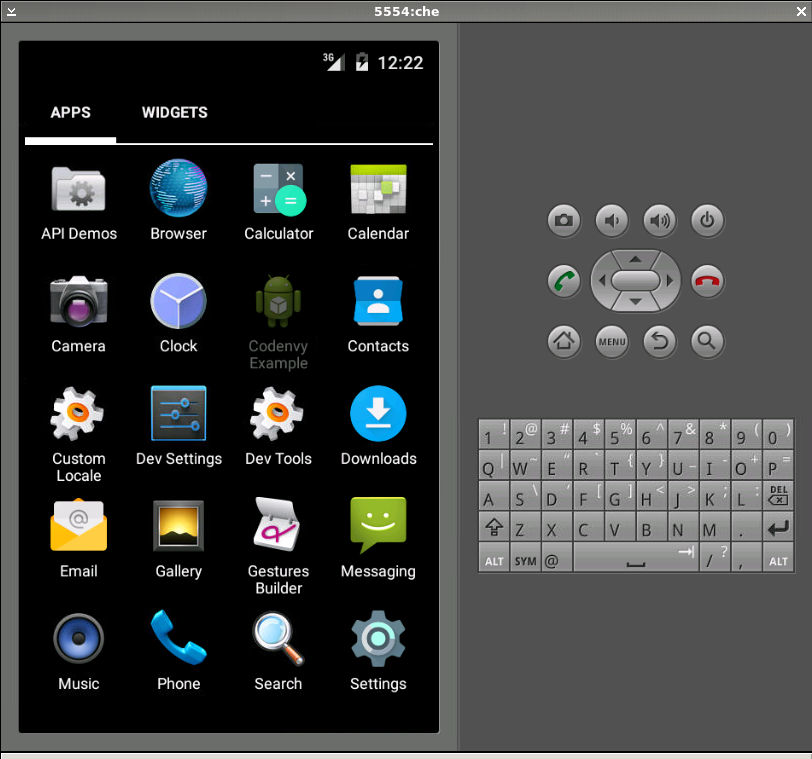 5554:che
3G 12:22
APPS WIDGETS
API Demos Browser Calculator Calendar
Camera Clock Codenvy Example Contacts
Custom Locale Dev Settings Dev Tools Downloads
Email Gallery Gestures Builder Messaging
Music Phone Search Settings
MENU
1 ! 2 @ 3 # 4 $ 5 % 6 ^ 7 & 8 * 9 ( 0 )
Q | W ~ E “ R ` T { Y } U _ I - O + P =
A S \ D ‘ F [ G ] H < J > K ; L : DEL
Z X C V B N M .
ALT SYM @ / ? , ALT